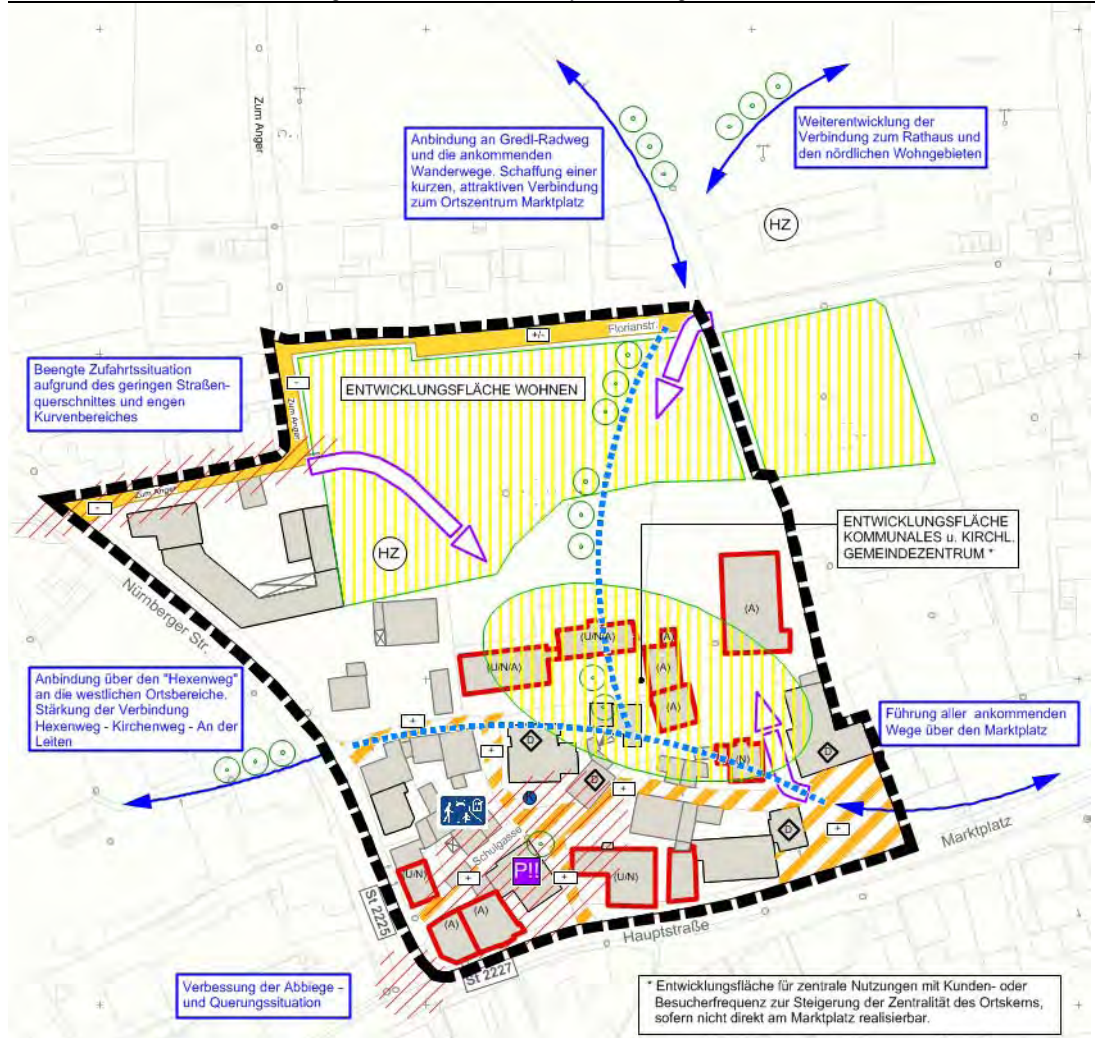 Zum Anger
Zum Anger
Anbindung an Gredl-Radweg
und die ankommenden
Wanderwege. Schaffung einer
kurzen, attraktiven Verbindung
zum Ortszentrum Marktplatz
Weiterentwicklung der
Verbindung zum Rathaus und
den nördlichen Wohngebieten
HZ
Florianstr.
+/-
Beengte Zufahrtssituation
aufgrund des geringen Straßen-
querschnittes und engen
Kurvenbereiches
-
ENTWICKLUNGSFLÄCHE WOHNEN
Zum Anger
Zum Anger
-
HZ
ENTWICKLUNGSFLÄCHE
KOMMUNALES u. KIRCHL.
GEMEINDEZENTRUM *
Nürnberger Str.
(A)
(U/N/A)
(A)
(U/N/A)
(A)
(A)
Anbindung über den "Hexenweg"
an die westlichen Ortsbereiche.
Stärkung der Verbindung
Hexenweg - Kirchenweg - An der
Leiten
Führung aller ankommenden
Wege über den Marktplatz
+
+
D
D
(N)
D
+
D
+
Marktplatz
Schulgasse
P!!
+
+
(U/N)
(U/N)
(A)
(A)
St 2225
Hauptstraße
St 2227
Verbessung der Abbiege -
und Querungssituation
* Entwicklungsfläche für zentrale Nutzungen mit Kunden- oder
Besucherfrequenz zur Steigerung der Zentralität des Ortskerns,
sofern nicht direkt am Marktplatz realisierbar.